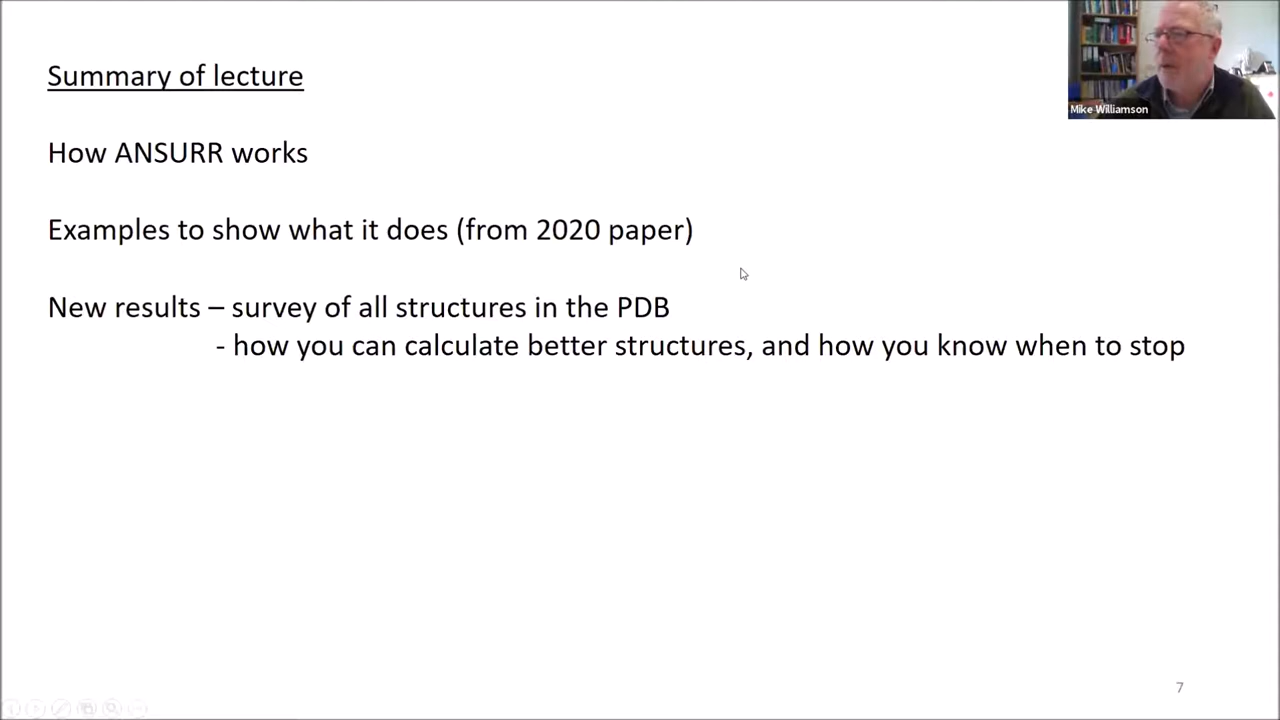 Summary of lecture
Mike Williamson
How ANSURR works
Examples to show what it does (from 2020 paper)
New results – survey of all structures in the PDB
- how you can calculate better structures, and how you know when to stop
7